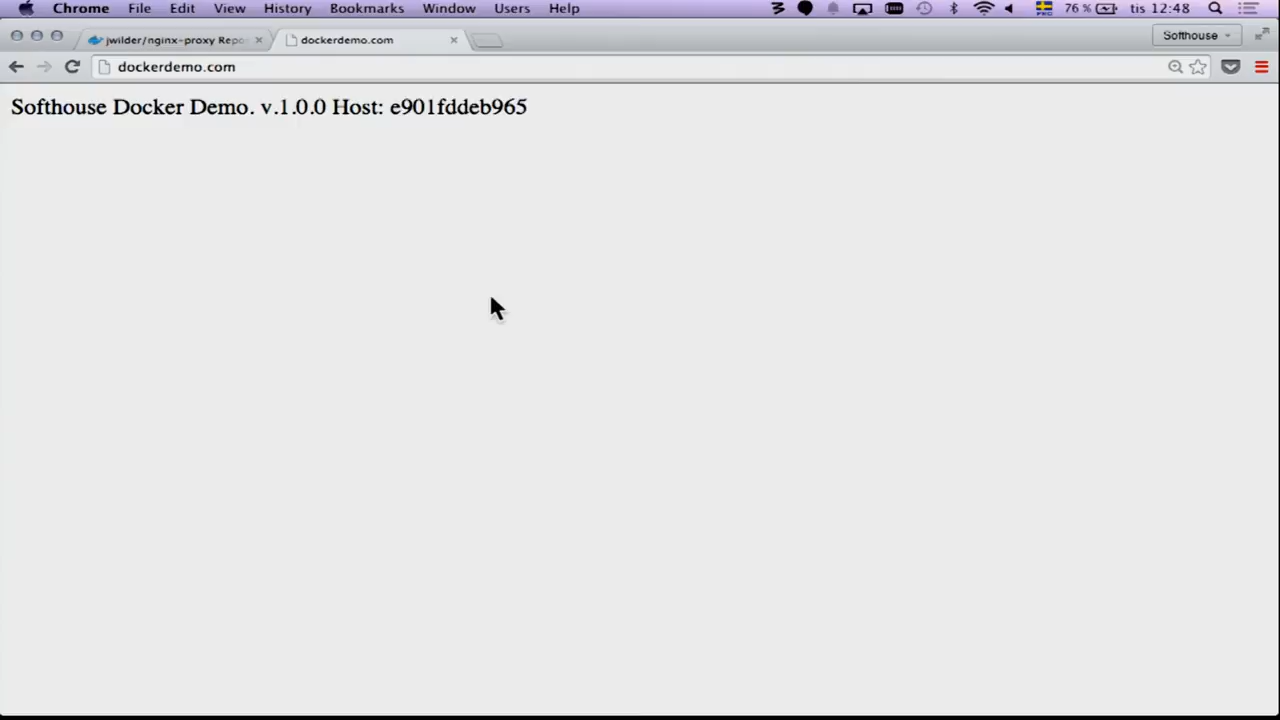 Chrome File Edit View History Bookmarks Window Users Help 76 % tis 12:48
jwilder/nginx-proxy Repo dockerdemo.com Softhouse
dockerdemo.com
Softhouse Docker Demo. v.1.0.0 Host: e901fddeb965